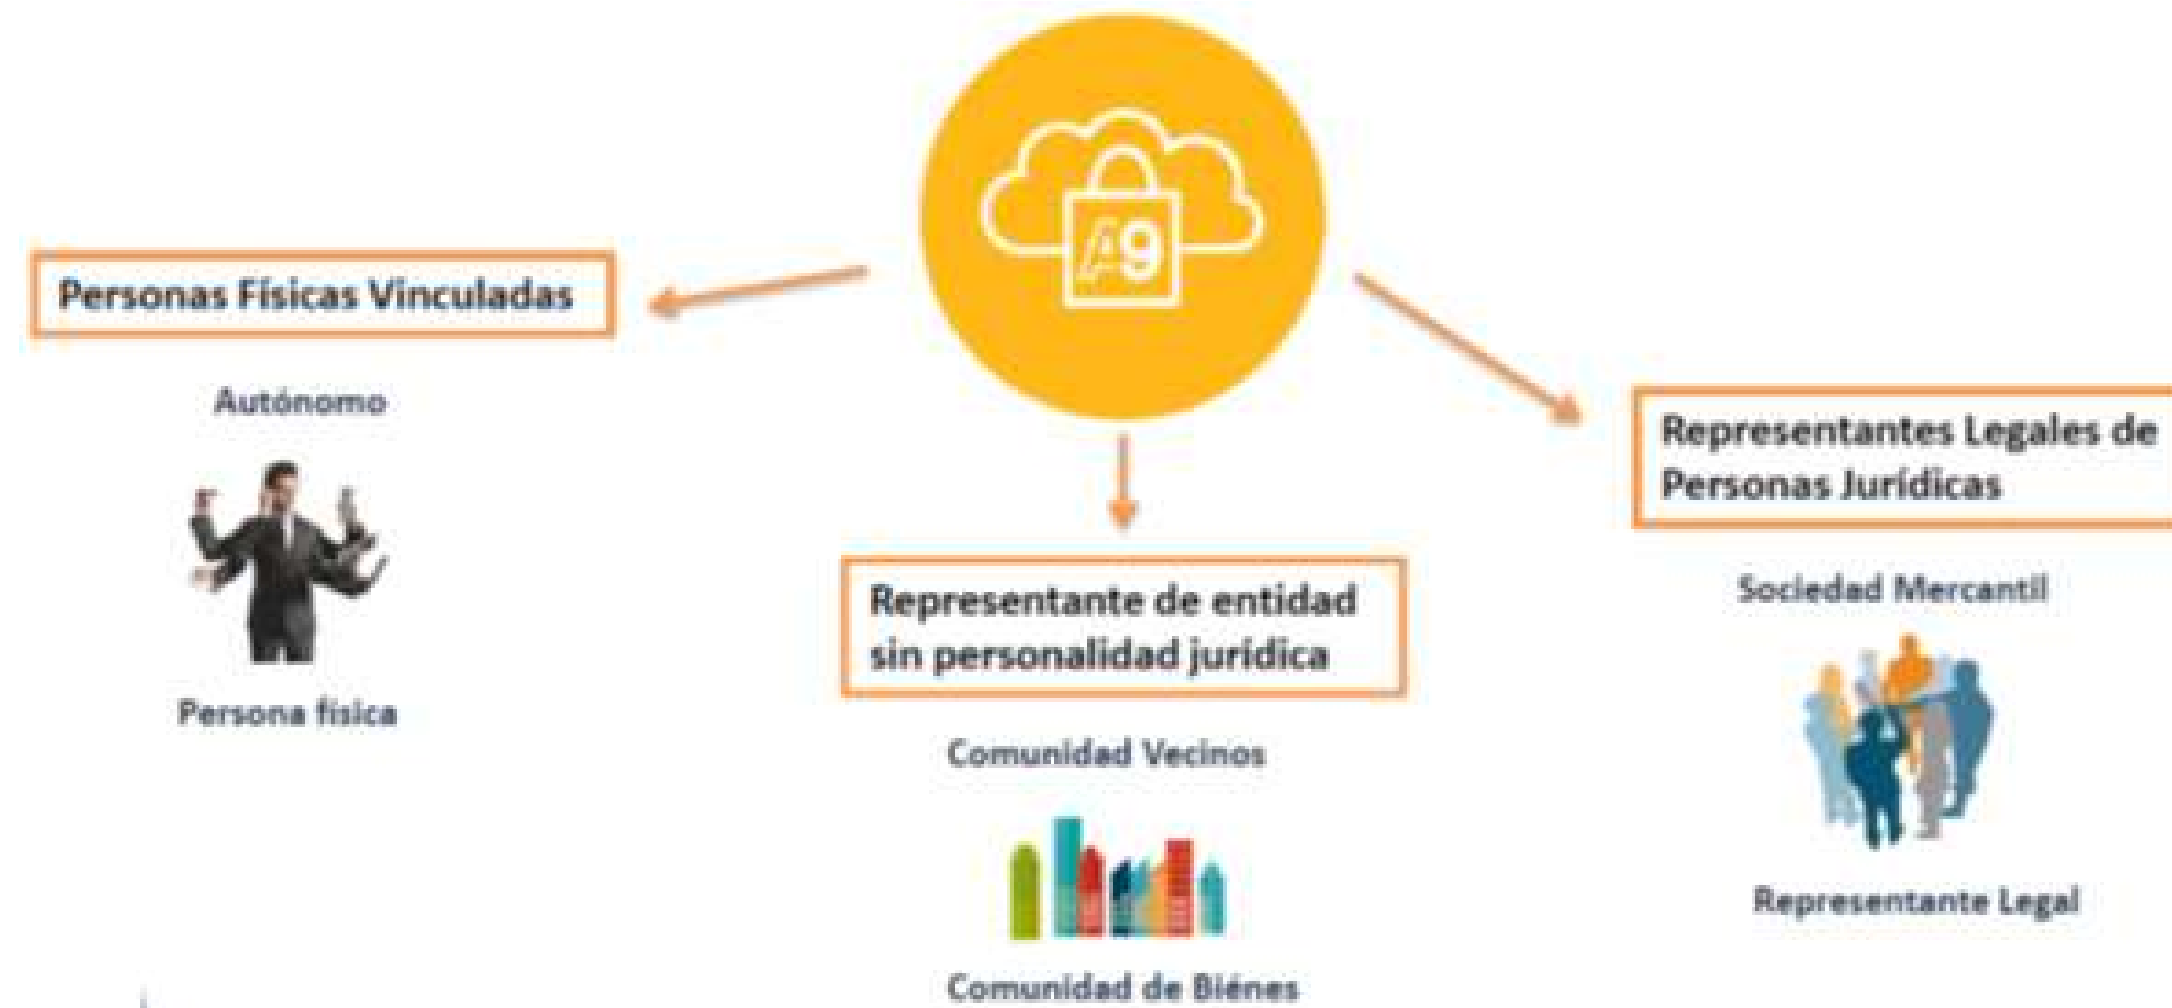 A9
Personas Físicas Vinculadas
Autónomo
Persona física
Representante de entidad
sin personalidad jurídica
Comunidad Vecinos
Comunidad de Biénes
Representantes Legales de
Personas Jurídicas
Sociedad Mercantil
Representante Legal